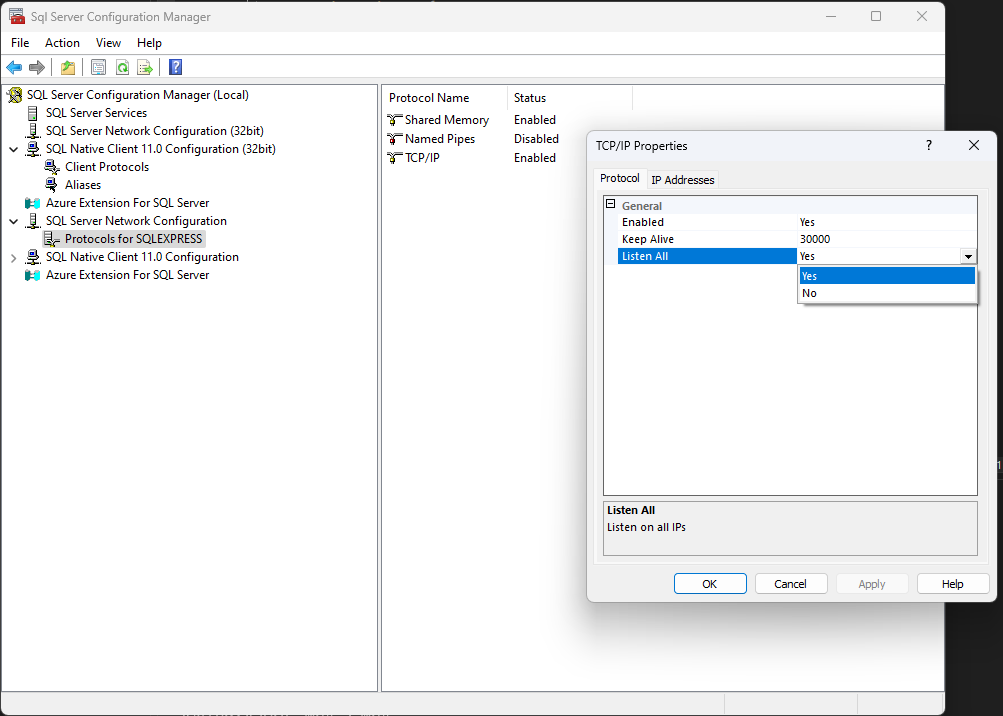 Sql Server Configuration Manager
File Action View Help
SQL Server Configuration Manager (Local)
SQL Server Services
SQL Server Network Configuration (32bit)
SQL Native Client 11.0 Configuration (32bit)
Client Protocols
Aliases
Azure Extension For SQL Server
SQL Server Network Configuration
Protocols for SQLEXPRESS
SQL Native Client 11.0 Configuration
Azure Extension For SQL Server
Protocol Name Status
Shared Memory Enabled
Named Pipes Disabled
TCP/IP Enabled
TCP/IP Properties
?
Protocol IP Addresses
General
Enabled Yes
Keep Alive 30000
Listen All Yes
Yes
No
Listen All
Listen on all IPs
OK Cancel Apply Help